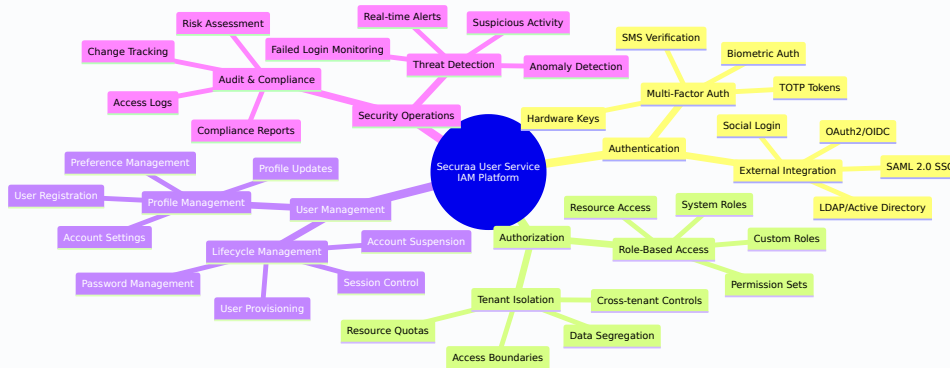 Securaa User Service
IAM Platform
Authentication
Multi-Factor Auth
SMS Verification
Biometric Auth
TOTP Tokens
Hardware Keys
External Integration
Social Login
OAuth2/OIDC
SAML 2.0 SSO
LDAP/Active Directory
Authorization
Role-Based Access
Resource Access
System Roles
Custom Roles
Permission Sets
Tenant Isolation
Cross-tenant Controls
Data Segregation
Access Boundaries
Resource Quotas
User Management
Profile Management
Preference Management
Profile Updates
User Registration
Account Settings
Lifecycle Management
Account Suspension
Session Control
User Provisioning
Password Management
Security Operations
Audit & Compliance
Risk Assessment
Change Tracking
Access Logs
Compliance Reports
Threat Detection
Real-time Alerts
Suspicious Activity
Failed Login Monitoring
Anomaly Detection